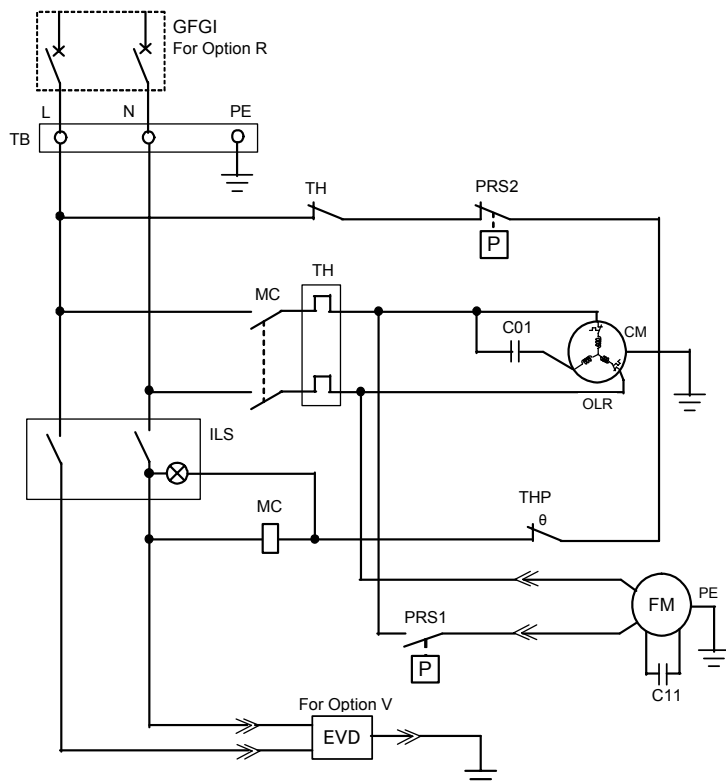 GFGI
For Option R
L
N
PE
TB
TH
PRS2
P
TH
MC
C01
CM
OLR
ILS
MC
THP
θ
FM
PE
PRS1
P
C11
For Option V
EVD